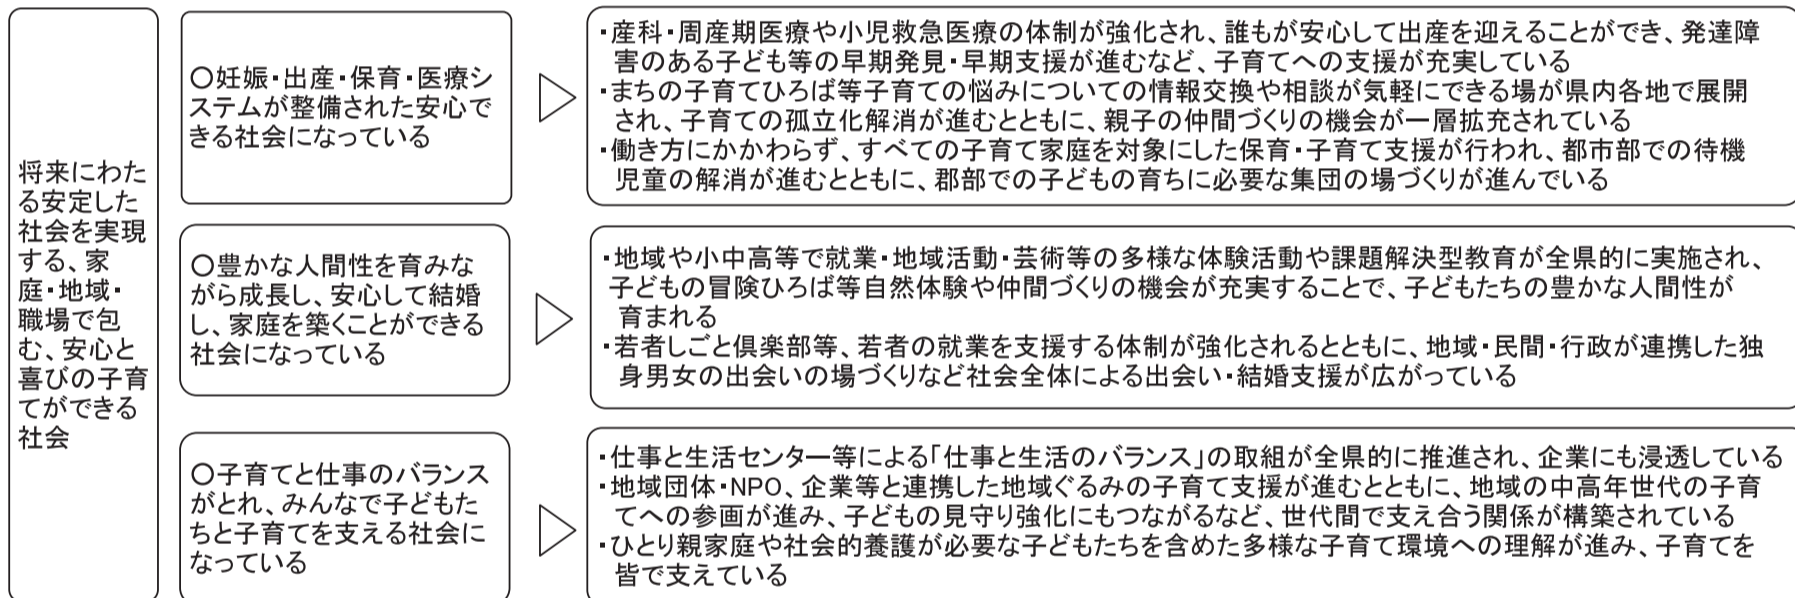 将来にわた
る安定した
社会を実現
する、家
庭・地域・
職場で包
む、安心と
喜びの子育
てができる
社会
〇妊娠・出産・保育・医療シ
ステムが整備された安心で
きる社会になっている
・産科・周産期医療や小児救急医療の体制が強化され、誰もが安心して出産を迎えることができ、発達障
害のある子ども等の早期発見・早期支援が進むなど、子育てへの支援が充実している
・まちの子育てひろば等子育ての悩みについての情報交換や相談が気軽にできる場が県内各地で展開
され、子育ての孤立化解消が進むとともに、親子の仲間づくりの機会が一層拡充されている
・働き方にかかわらず、すべての子育て家庭を対象にした保育・子育て支援が行われ、都市部での待機
児童の解消が進むとともに、郡部での子どもの育ちに必要な集団の場づくりが進んでいる
〇豊かな人間性を育みな
がら成長し、安心して結婚
し、家庭を築くことができる
社会になっている
・地域や小中高等で就業・地域活動・芸術等の多様な体験活動や課題解決型教育が全県的に実施され、
子どもの冒険ひろば等自然体験や仲間づくりの機会が充実することで、子どもたちの豊かな人間性が
育まれる
・若者しごと倶楽部等、若者の就業を支援する体制が強化されるとともに、地域・民間・行政が連携した独
身男女の出会いの場づくりなど社会全体による出会い・結婚支援が広がっている
〇子育てと仕事のバランス
がとれ、みんなで子どもた
ちと子育てを支える社会に
なっている
・仕事と生活センター等による「仕事と生活のバランス」の取組が全県的に推進され、企業にも浸透している
・地域団体・NPO、企業等と連携した地域ぐるみの子育て支援が進むとともに、地域の中高年世代の子育
てへの参画が進み、子どもの見守り強化にもつながるなど、世代間で支え合う関係が構築されている
・ひとり親家庭や社会的養護が必要な子どもたちを含めた多様な子育て環境への理解が進み、子育てを
皆で支えている